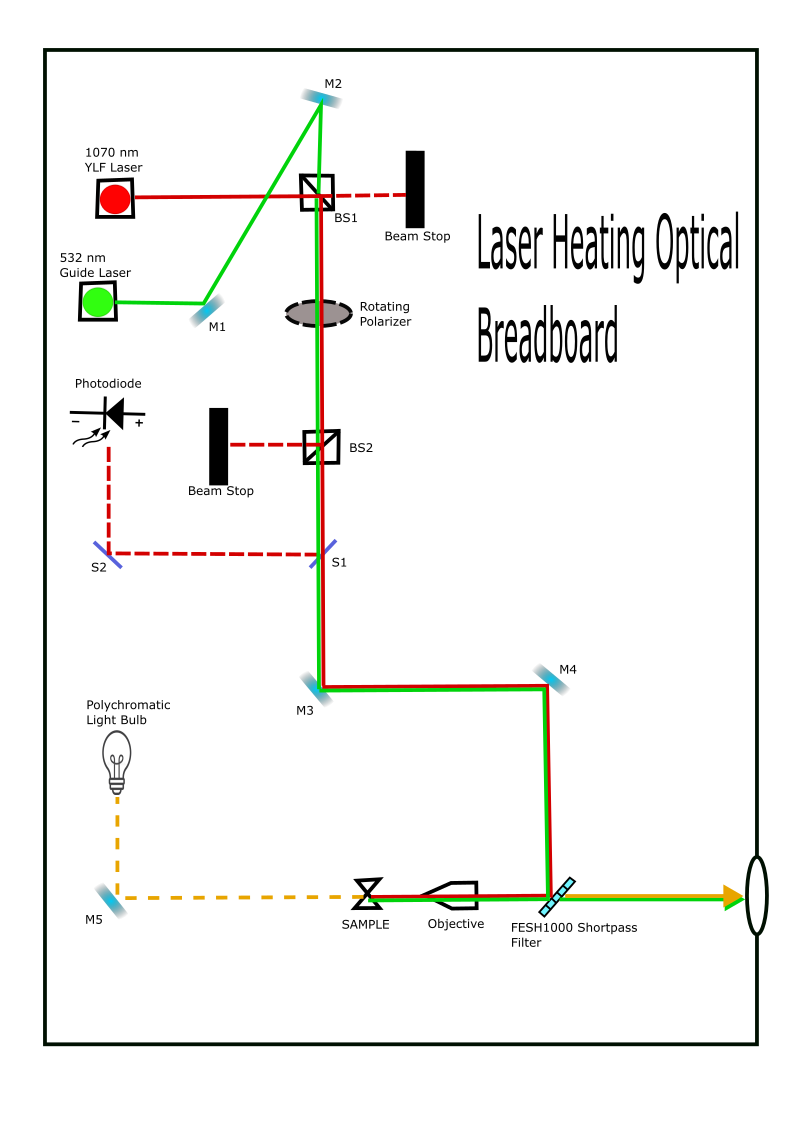 M2
1070 nm
YLF Laser
BS1
Beam Stop
Laser Heating Optical
Breadboard
532 nm
Guide Laser
M1
Rotating
Polarizer
Photodiode
− +
BS2
Beam Stop
S1
S2
M4
M3
Polychromatic
Light Bulb
M5
SAMPLE
Objective
FESH1000 Shortpass
Filter